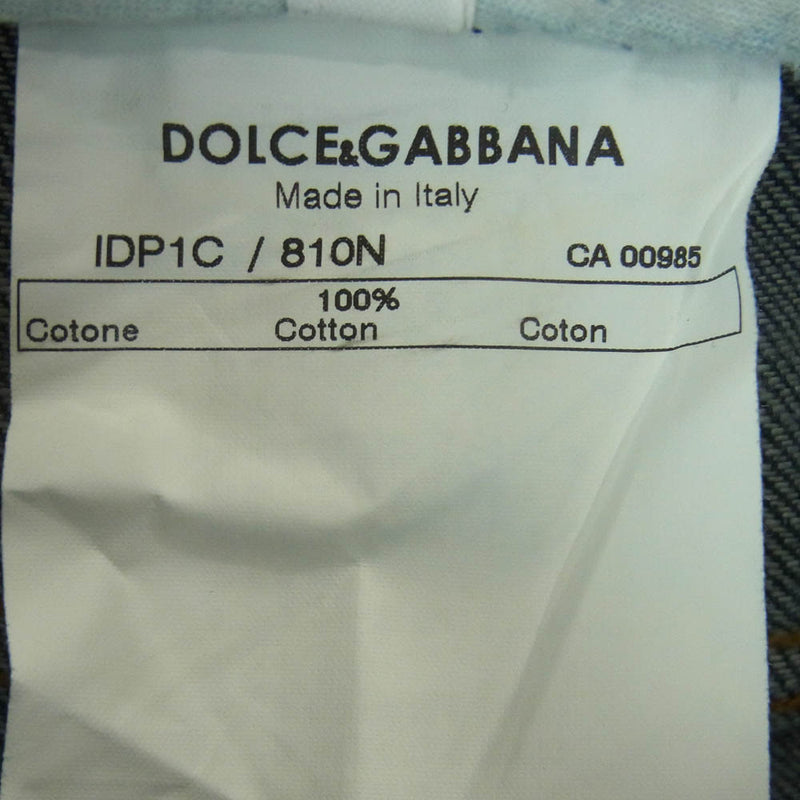 DOLCE&GABBANA
Made in Italy
IDP1C / 810N CA 00985
100%
Cotone Cotton Coton